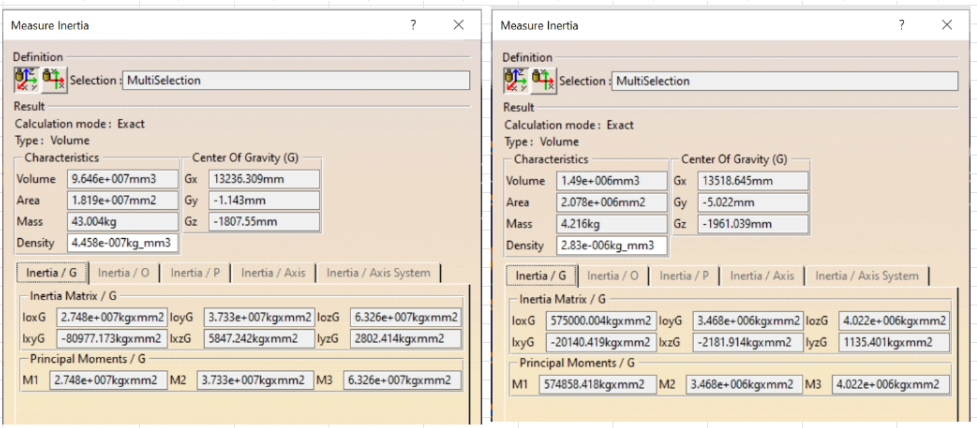 Measure Inertia ? ×
Definition
Selection : MultiSelection
Result
Calculation mode : Exact
Type : Volume
Characteristics Center Of Gravity (G)
Volume 9.646e+007mm3 Gx 13236.309mm
Area 1.819e+007mm2 Gy -1.143mm
Mass 43.004kg Gz -1807.55mm
Density 4.458e-007kg_mm3
Inertia / G Inertia / O Inertia / P Inertia / Axis Inertia / Axis System
Inertia Matrix / G
IoxG 2.748e+007kgxmm2 IoyG 3.733e+007kgxmm2 IozG 6.326e+007kgxmm2
IxyG -80977.173kgxmm2 IxzG 5847.242kgxmm2 IyzG 2802.414kgxmm2
Principal Moments / G
M1 2.748e+007kgxmm2 M2 3.733e+007kgxmm2 M3 6.326e+007kgxmm2
Measure Inertia ? ×
Definition
Selection : MultiSelection
Result
Calculation mode : Exact
Type : Volume
Characteristics Center Of Gravity (G)
Volume 1.49e+006mm3 Gx 13518.645mm
Area 2.078e+006mm2 Gy -5.022mm
Mass 4.216kg Gz -1961.039mm
Density 2.83e-006kg_mm3
Inertia / G Inertia / O Inertia / P Inertia / Axis Inertia / Axis System
Inertia Matrix / G
IoxG 575000.004kgxmm2 IoyG 3.468e+006kgxmm2 IozG 4.022e+006kgxmm2
IxyG -20140.419kgxmm2 IxzG -2181.914kgxmm2 IyzG 1135.401kgxmm2
Principal Moments / G
M1 574858.418kgxmm2 M2 3.468e+006kgxmm2 M3 4.022e+006kgxmm2